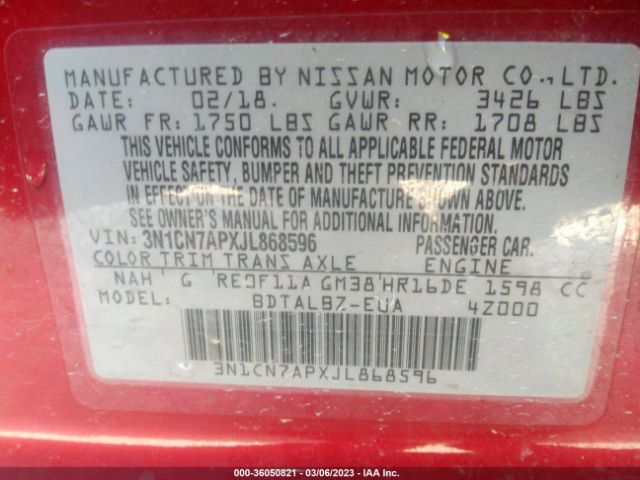 MANUFACTURED BY NISSAN MOTOR CO., LTD.
DATE: 02/18. GVWR: 3426 LBS
GAWR FR: 1750 LBS GAWR RR: 1708 LBS
THIS VEHICLE CONFORMS TO ALL APPLICABLE FEDERAL MOTOR
VEHICLE SAFETY, BUMPER AND THEFT PREVENTION STANDARDS
IN EFFECT ON THE DATE OF MANUFACTURE SHOWN ABOVE.
SEE OWNER'S MANUAL FOR ADDITIONAL INFORMATION.
VIN: 3N1CN7APXJL868596 PASSENGER CAR.
COLOR TRIM TRANS AXLE ENGINE
NAH G RE0F11A GM38 HR16DE 1598 CC
MODEL: BDTALBZ-EUA 4Z000
3N1CN7APXJL868596
000-36050821 - 03/06/2023 - IAA Inc.